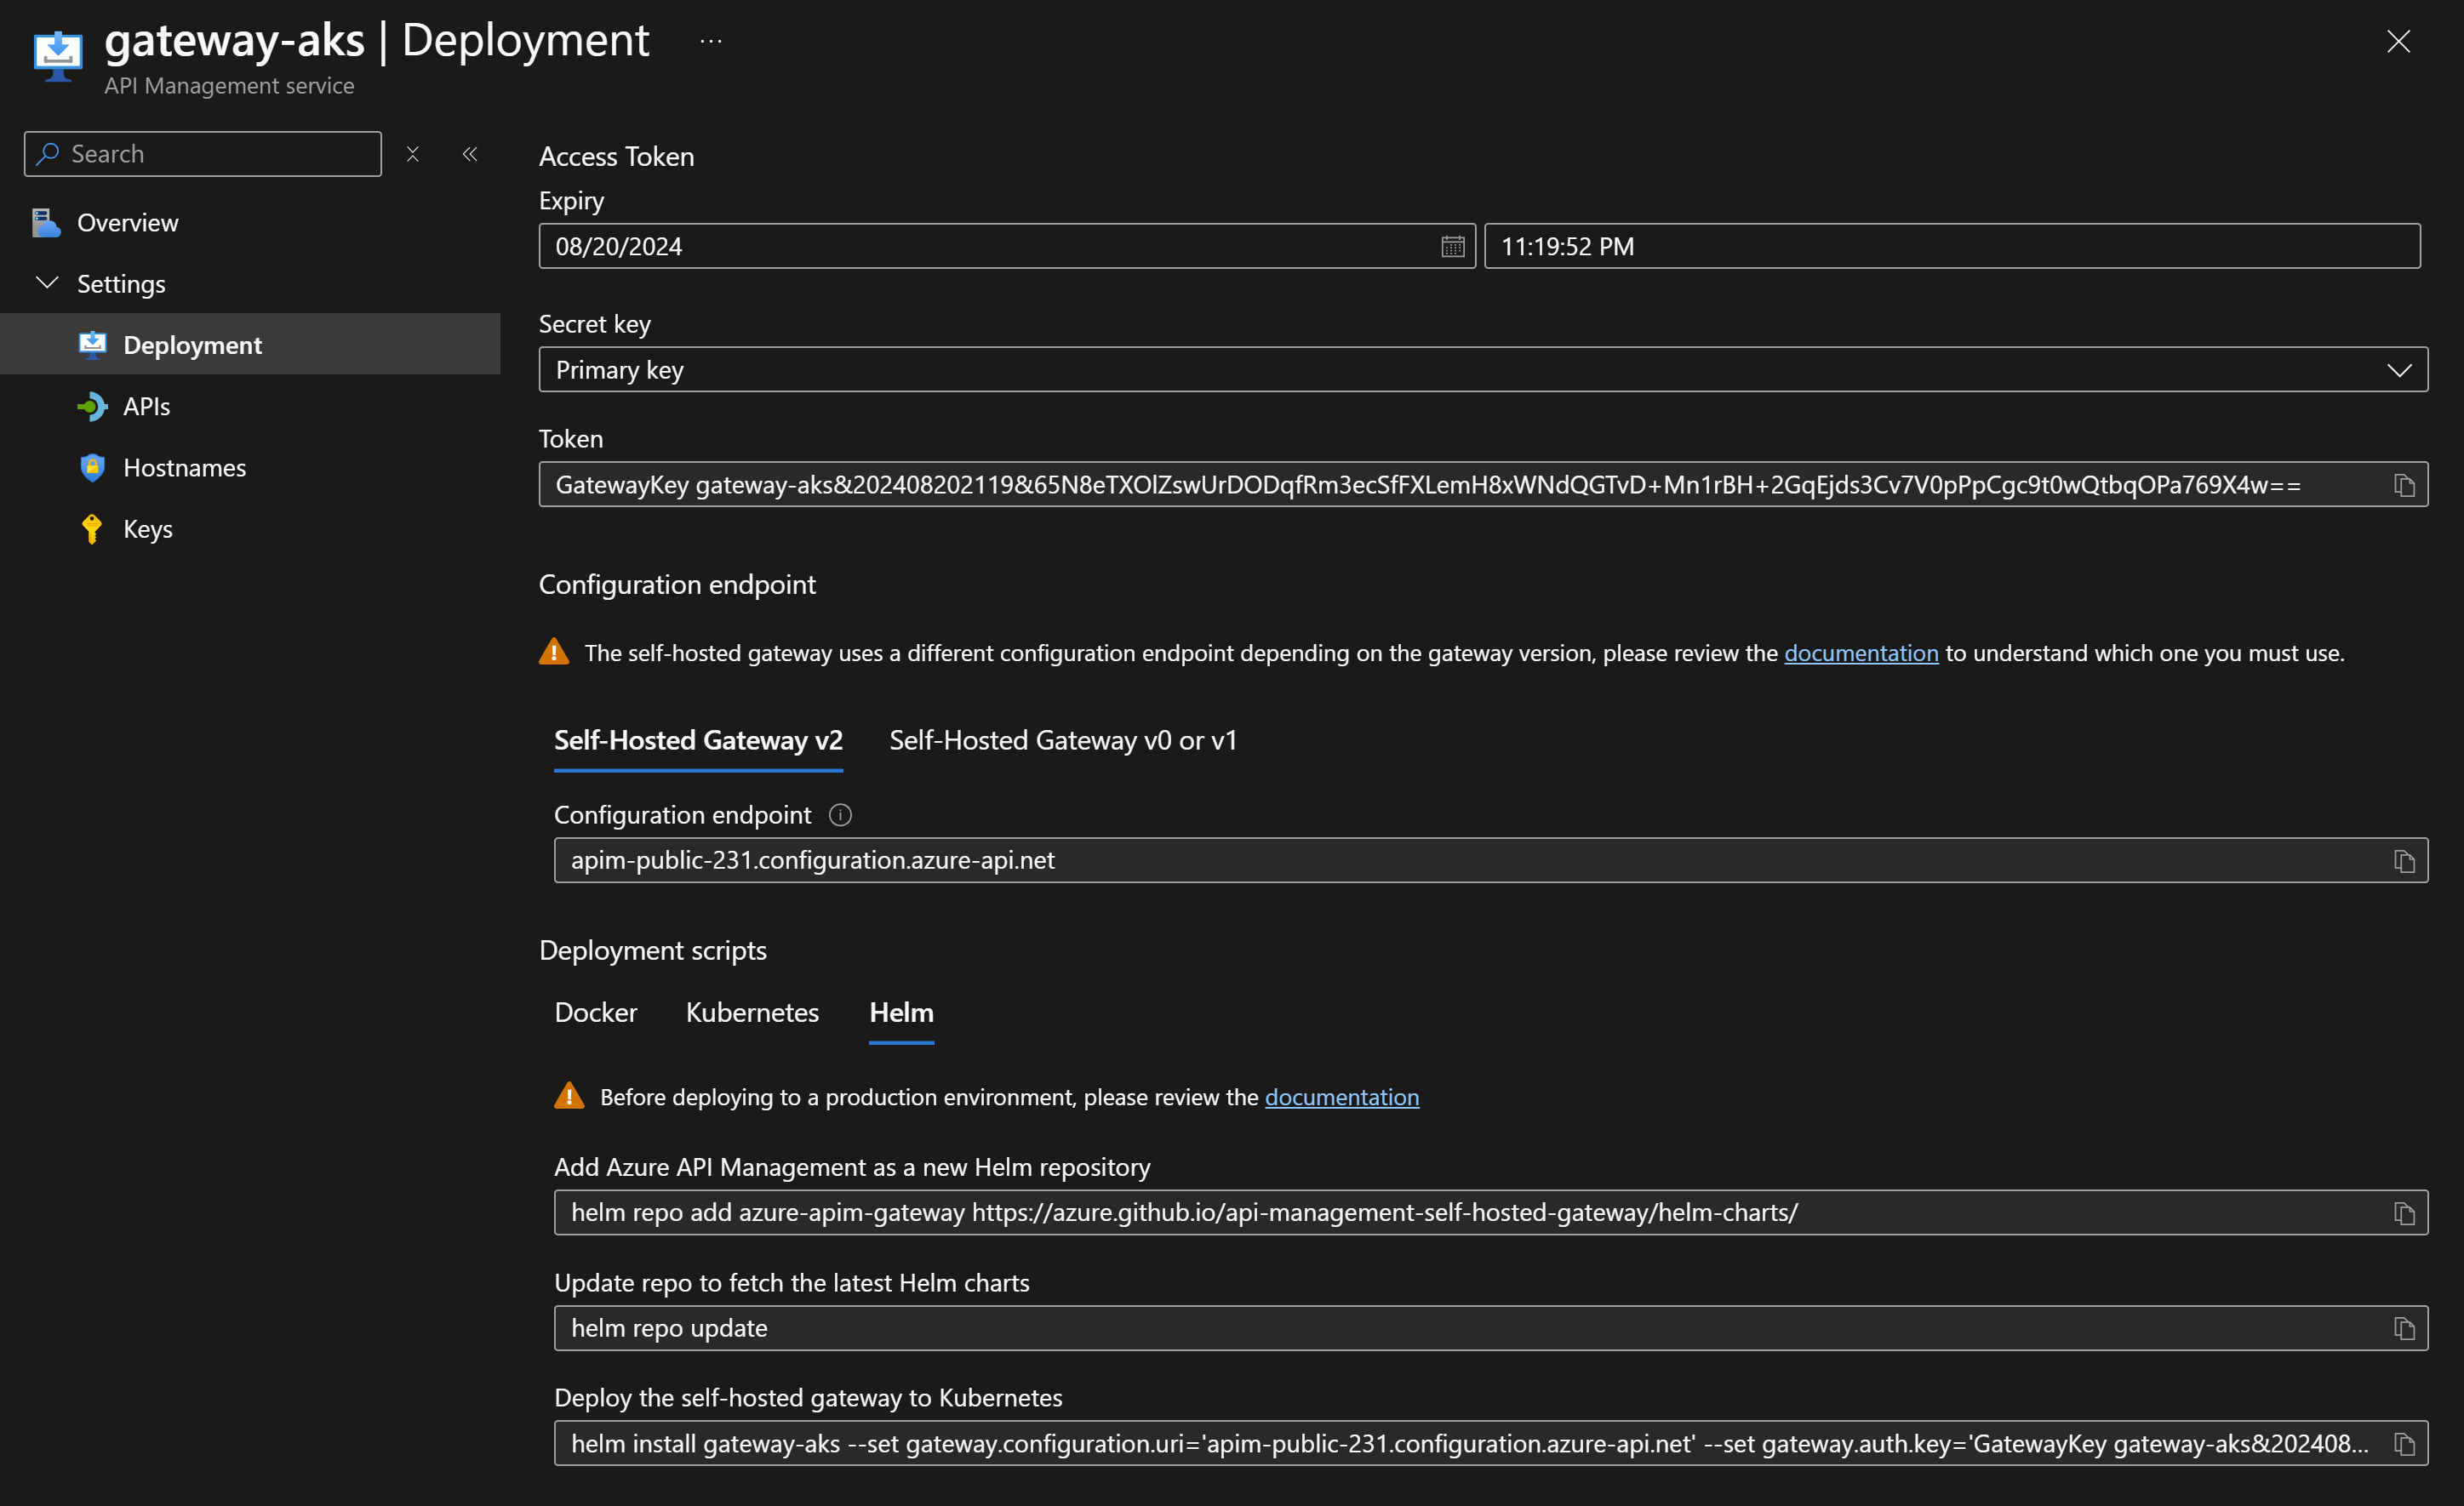 gateway-aks | Deployment ...
API Management service
Search
Overview
Settings
Deployment
APIs
Hostnames
Keys
Access Token
Expiry
08/20/2024
11:19:52 PM
Secret key
Primary key
Token
GatewayKey gateway-aks&202408202119&65N8eTXOlZswUrDODqfRm3ecSfFXLemH8xWNdQGTvD+Mn1rBH+2GqEjds3Cv7V0pPpCgc9t0wQtbqOPa769X4w==
Configuration endpoint
The self-hosted gateway uses a different configuration endpoint depending on the gateway version, please review the documentation to understand which one you must use.
Self-Hosted Gateway v2 Self-Hosted Gateway v0 or v1
Configuration endpoint
apim-public-231.configuration.azure-api.net
Deployment scripts
Docker Kubernetes Helm
Before deploying to a production environment, please review the documentation
Add Azure API Management as a new Helm repository
helm repo add azure-apim-gateway https://azure.github.io/api-management-self-hosted-gateway/helm-charts/
Update repo to fetch the latest Helm charts
helm repo update
Deploy the self-hosted gateway to Kubernetes
helm install gateway-aks --set gateway.configuration.uri='apim-public-231.configuration.azure-api.net' --set gateway.auth.key='GatewayKey gateway-aks&202408...